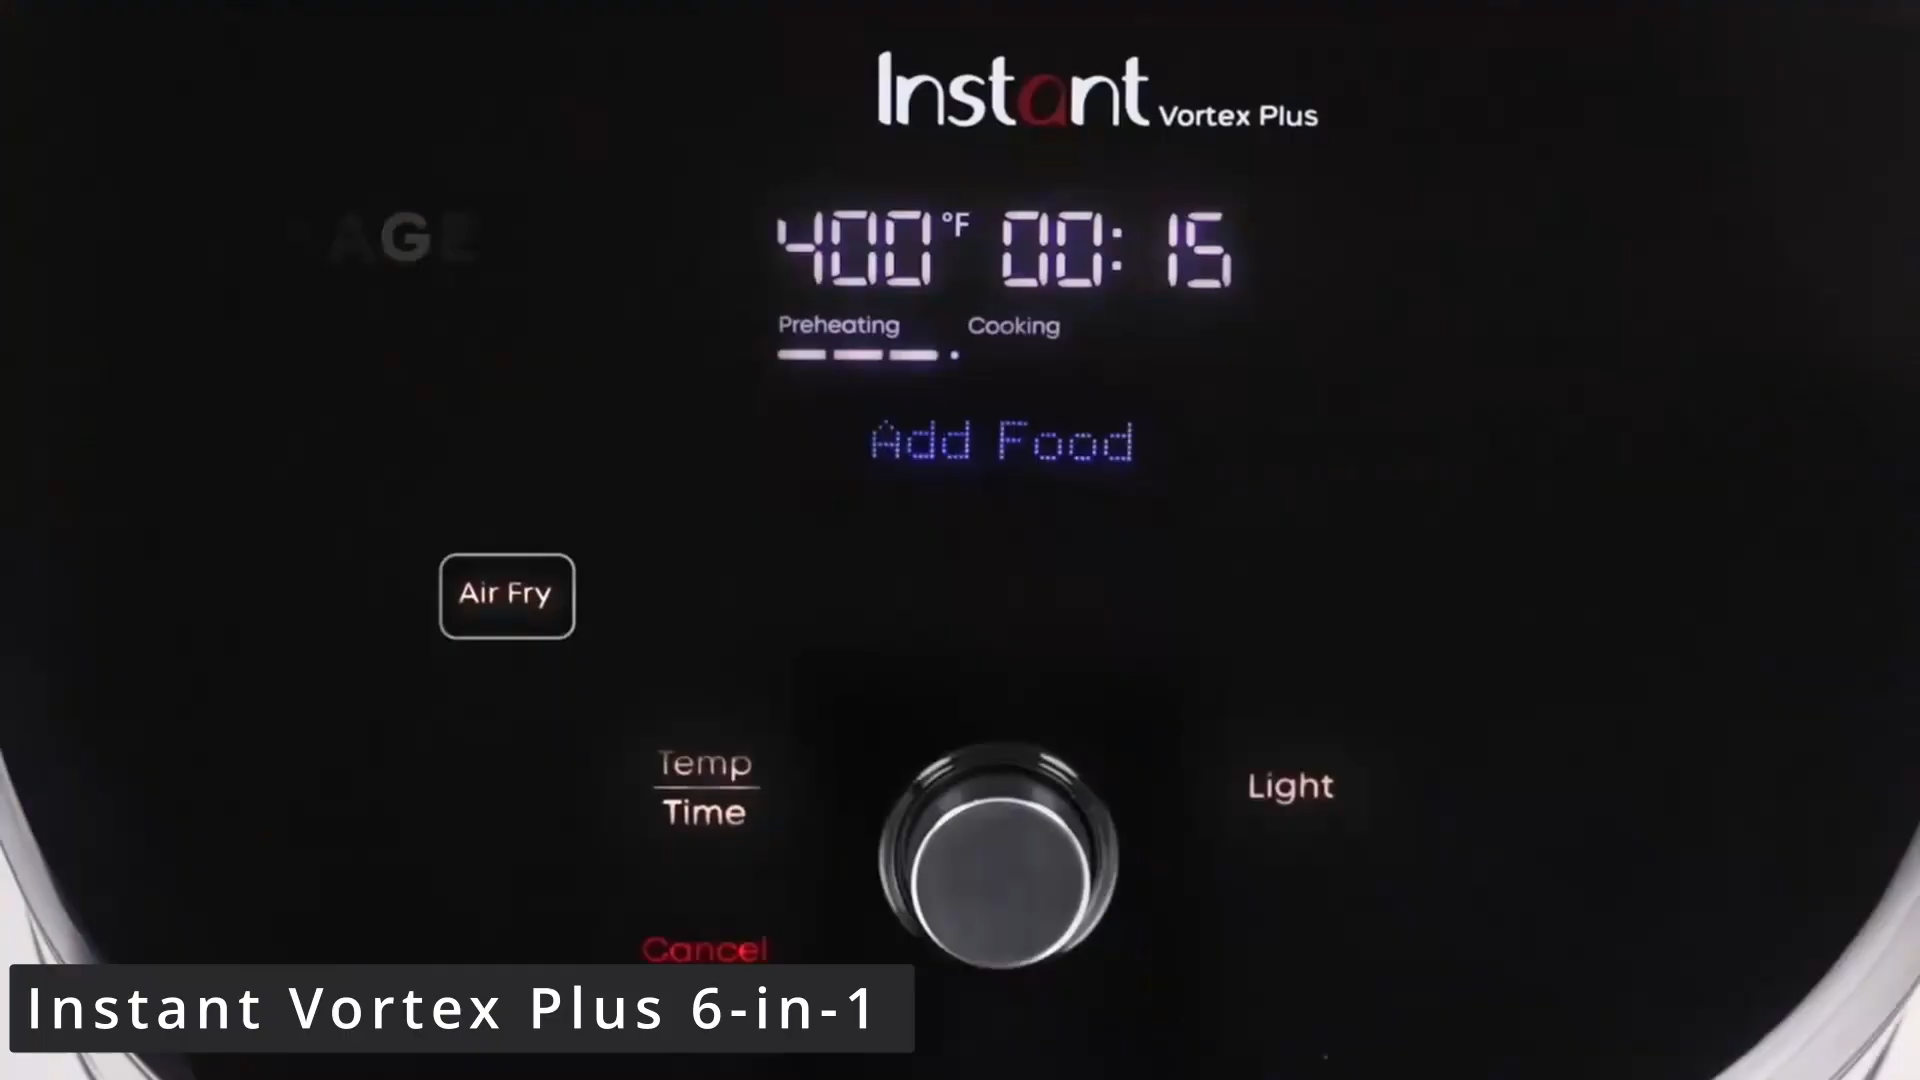 Instant Vortex Plus
400 °F 00:15
Preheating Cooking
Add Food
Air Fry
Temp
Time
Light
Cancel
Instant Vortex Plus 6-in-1